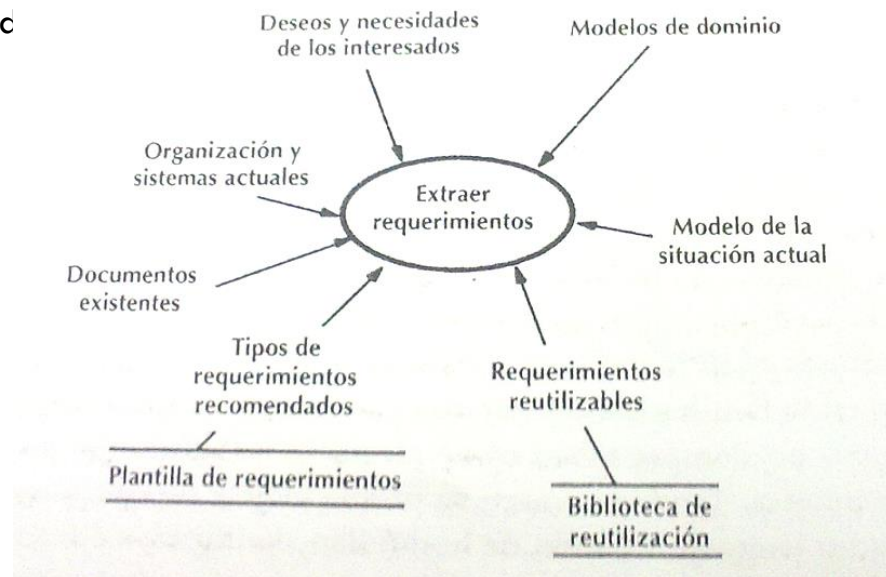 Deseos y necesidades
de los interesados
Modelos de dominio
Organización y
sistemas actuales
Extraer
requerimientos
Modelo de la
situación actual
Documentos
existentes
Tipos de
requerimientos
recomendados
Requerimientos
reutilizables
Plantilla de requerimientos
Biblioteca de
reutilización